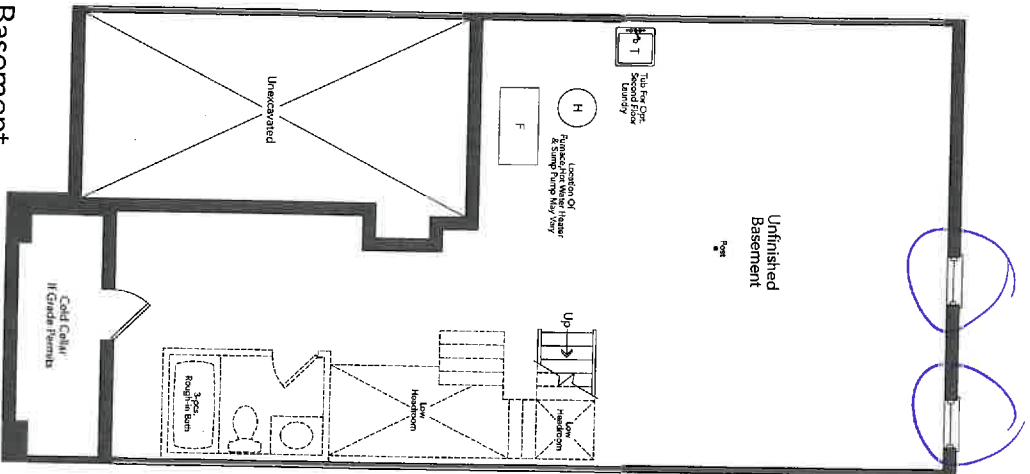 Basement
Unexcavated
T
Tub For Opt.
Second Floor
Laundry
H
F
Location Of
Furnace,Hot Water Heater
& Sump Pump May Vary
Unfinished
Basement
Post
Up
Low
Headroom
Low
Headroom
3-pcs.
Rough-in Bath
Cold Cellar
If Grade Permits